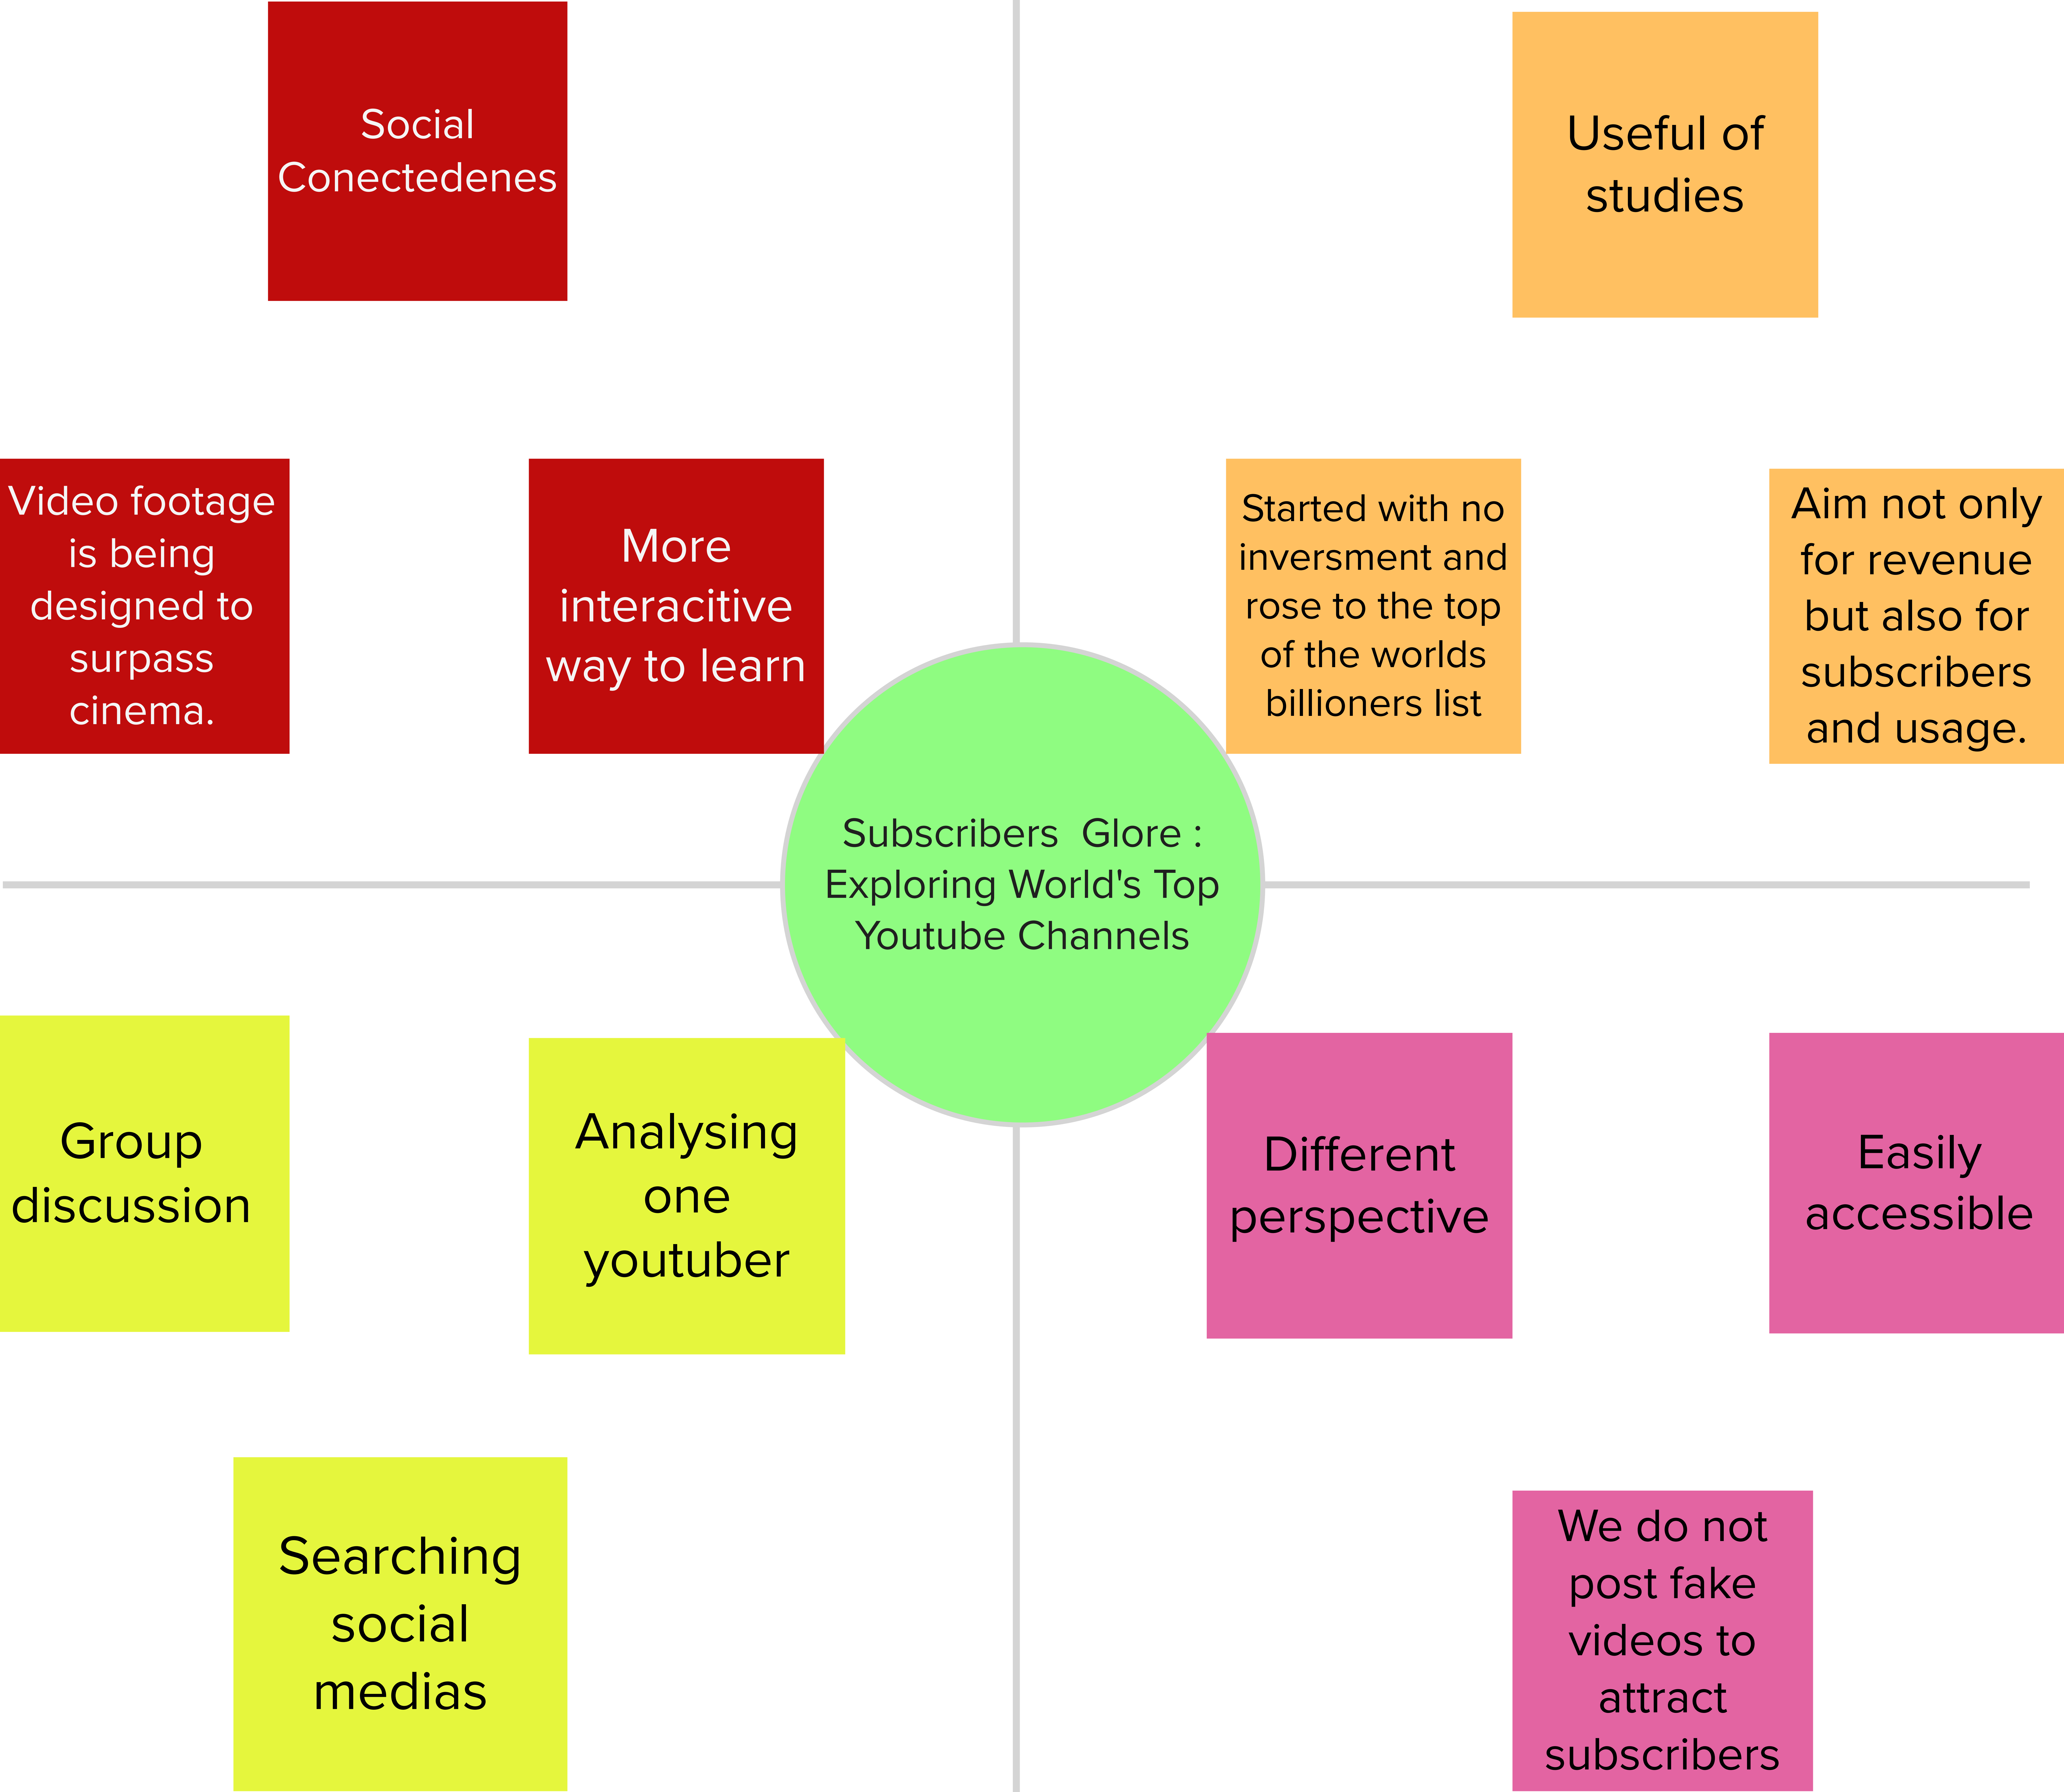 Social
Conectedenes
Useful of
studies
Video footage
is being
designed to
surpass
cinema.
More
interacitive
way to learn
Started with no
inversment and
rose to the top
of the worlds
billioners list
Aim not only
for revenue
but also for
subscribers
and usage.
Subscribers  Glore :
Exploring World's Top
Youtube Channels
Group
discussion
Analysing
one
youtuber
Different
perspective
Easily
accessible
Searching
social
medias
We do not
post fake
videos to
attract
subscribers